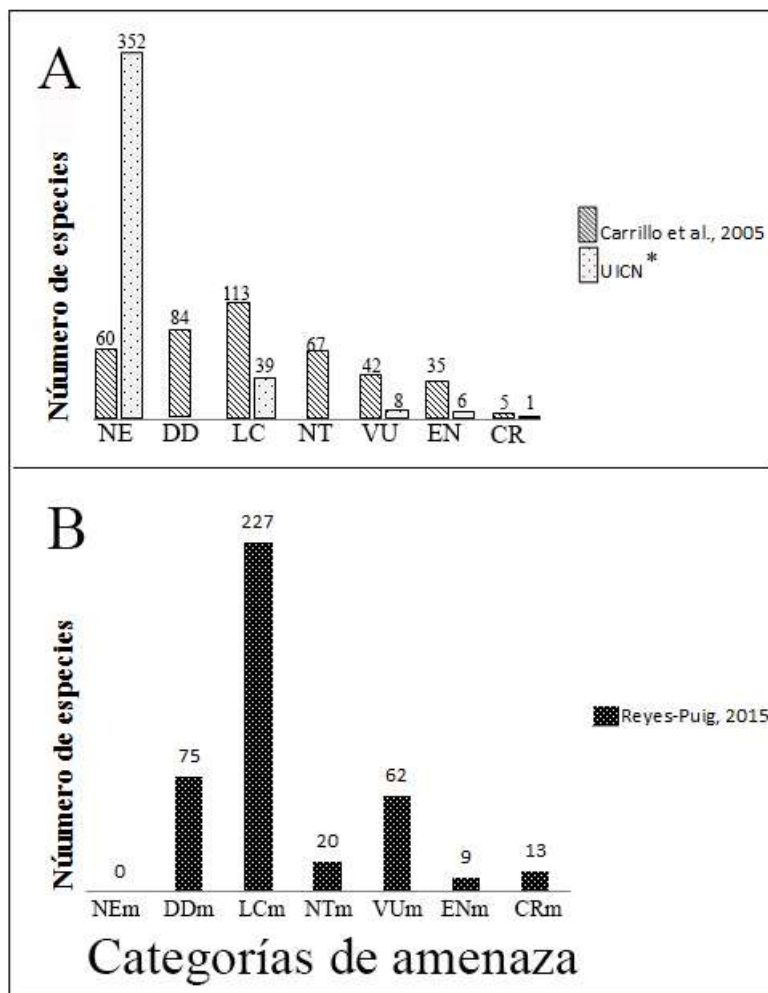 A
352
60
84
113
39
67
42
8
35
6
5
1
NE DD LC NT VU EN CR
Núumero de especies
Carrillo et al., 2005
UICN*
B
0
75
227
20
62
9
13
NEm DDm LCm NTm VUm ENm CRm
Núumero de especies
Reyes-Puig, 2015
Categorías de amenaza